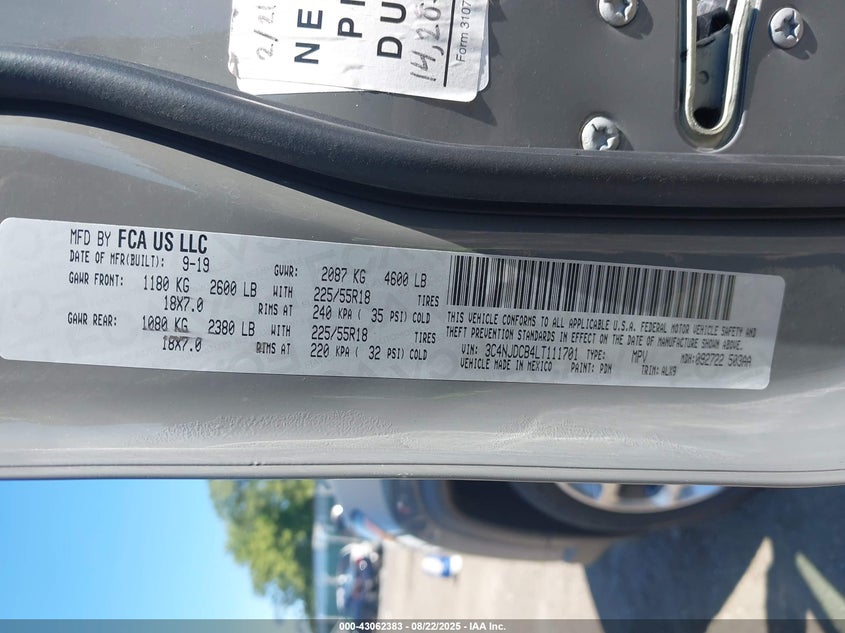 2/2
NE
PI
DU
14,20
Form 3107
MFD BY FCA US LLC
DATE OF MFR(BUILT): 9-19 GVWR: 2087 KG 4600 LB
GAWR FRONT: 1180 KG 2600 LB WITH 225/55R18 TIRES
18X7.0 RIMS AT 240 KPA ( 35 PSI) COLD
GAWR REAR: 1080 KG 2380 LB WITH 225/55R18 TIRES
18X7.0 RIMS AT 220 KPA ( 32 PSI) COLD
THIS VEHICLE CONFORMS TO ALL APPLICABLE U.S.A. FEDERAL MOTOR VEHICLE SAFETY AND
THEFT PREVENTION STANDARDS IN EFFECT ON THE DATE OF MANUFACTURE SHOWN ABOVE.
VIN: 3C4NJDCB4LT111701 TYPE: MPV MDH:092722 503AA
VEHICLE MADE IN MEXICO PAINT: PDN TRIM: ALX9
000-43062383 - 08/22/2025 - IAA Inc.